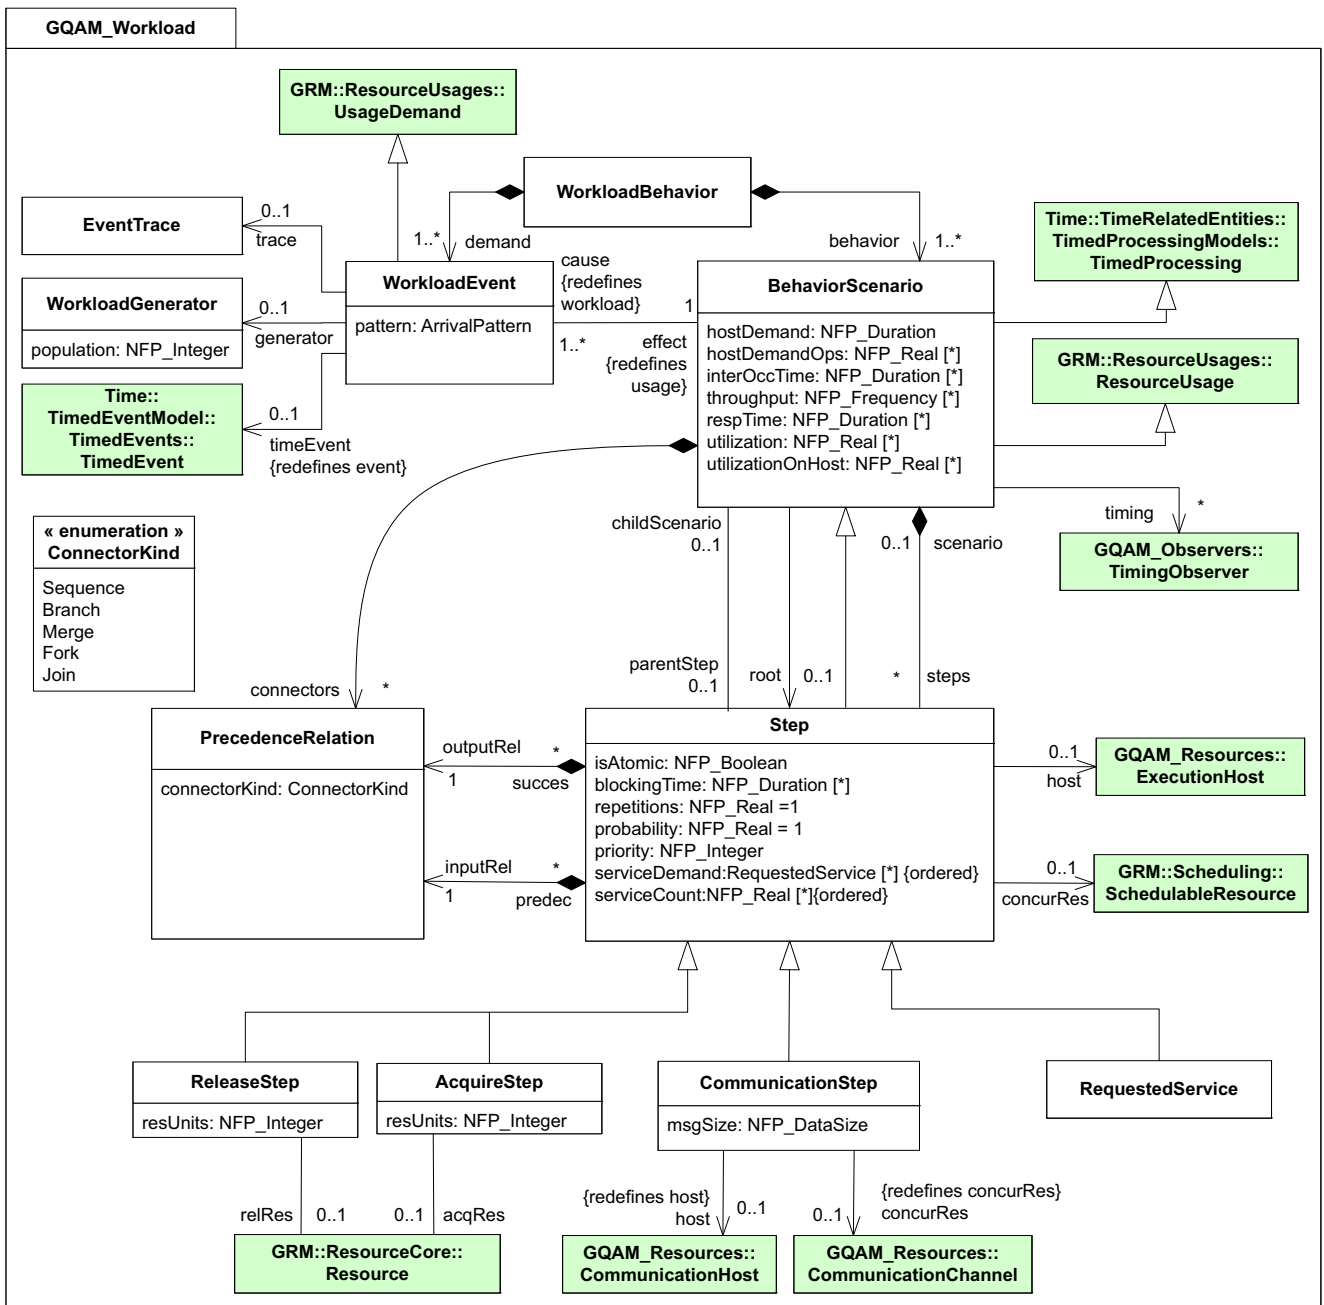 GQAM_Workload
GRM::ResourceUsages::
UsageDemand
WorkloadBehavior
EventTrace
0..1
trace
1..*
demand
behavior
1..*
Time::TimeRelatedEntities::
TimedProcessingModels::
TimedProcessing
WorkloadEvent
pattern: ArrivalPattern
cause
{redefines
workload}
1
1..*
effect
{redefines
usage}
BehaviorScenario
hostDemand: NFP_Duration
hostDemandOps: NFP_Real [*]
interOccTime: NFP_Duration [*]
throughput: NFP_Frequency [*]
respTime: NFP_Duration [*]
utilization: NFP_Real [*]
utilizationOnHost: NFP_Real [*]
WorkloadGenerator
population: NFP_Integer
0..1
generator
GRM::ResourceUsages::
ResourceUsage
Time::
TimedEventModel::
TimedEvents::
TimedEvent
0..1
timeEvent
{redefines event}
« enumeration »
ConnectorKind
Sequence
Branch
Merge
Fork
Join
childScenario
0..1
0..1
scenario
timing
*
GQAM_Observers::
TimingObserver
parentStep
0..1
root
0..1
*
steps
connectors
*
PrecedenceRelation
connectorKind: ConnectorKind
outputRel
*
1
succes
inputRel
*
1
predec
Step
isAtomic: NFP_Boolean
blockingTime: NFP_Duration [*]
repetitions: NFP_Real =1
probability: NFP_Real = 1
priority: NFP_Integer
serviceDemand:RequestedService [*] {ordered}
serviceCount:NFP_Real [*]{ordered}
0..1
host
GQAM_Resources::
ExecutionHost
0..1
concurRes
GRM::Scheduling::
SchedulableResource
ReleaseStep
resUnits: NFP_Integer
AcquireStep
resUnits: NFP_Integer
CommunicationStep
msgSize: NFP_DataSize
RequestedService
relRes
0..1
0..1
acqRes
{redefines host}
host
0..1
{redefines concurRes}
0..1
concurRes
GRM::ResourceCore::
Resource
GQAM_Resources::
CommunicationHost
GQAM_Resources::
CommunicationChannel